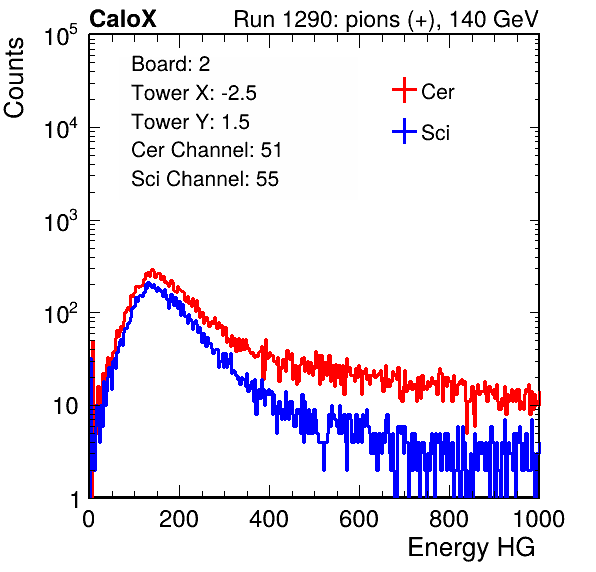 CaloX Run 1290: pions (+), 140 GeV
Counts
Board: 2
Tower X: -2.5
Tower Y: 1.5
Cer Channel: 51
Sci Channel: 55
Cer
Sci
10^5
10^4
10^3
10^2
10
1
0 200 400 600 800 1000
Energy HG